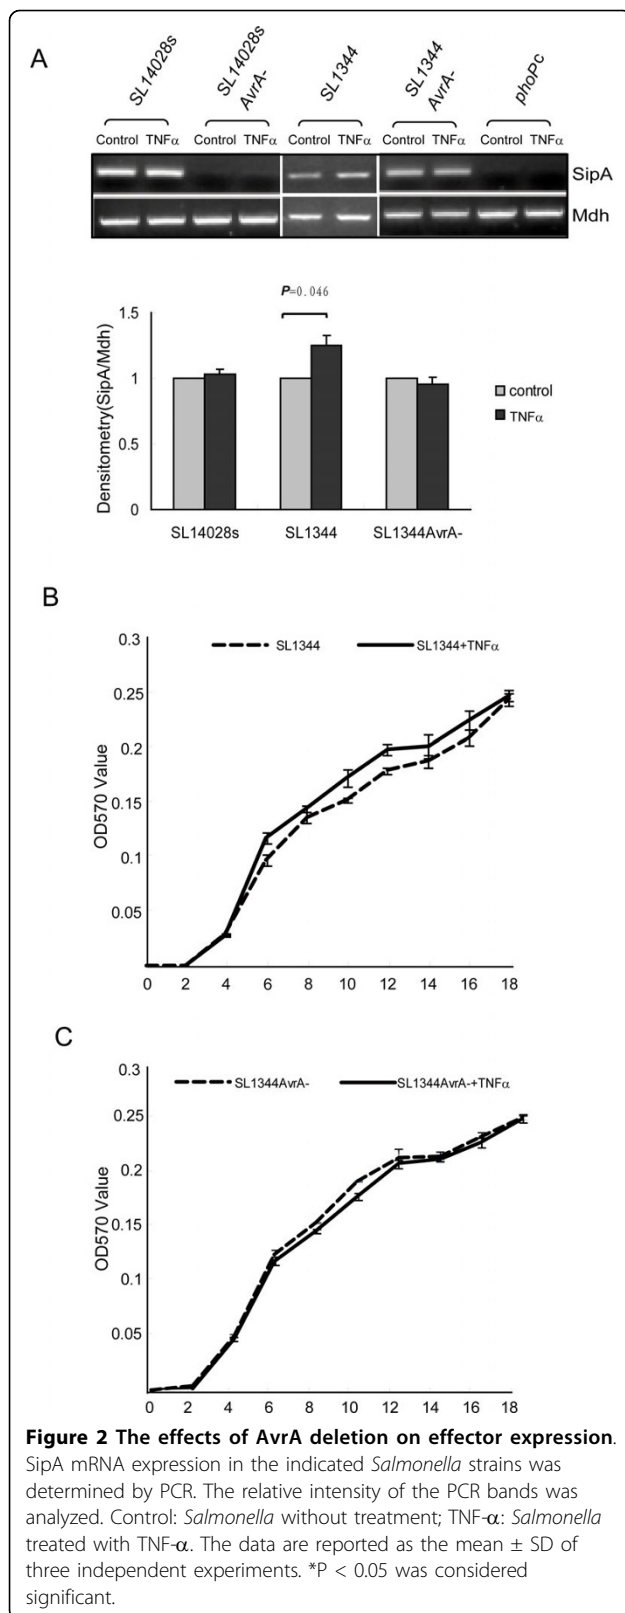 A
SL14028s
SL14028s AvrA-
SL1344
SL1344 AvrA-
phoPc
Control TNFα Control TNFα Control TNFα Control TNFα Control TNFα
SipA
Mdh
P=0.046
Densitometry(SipA/Mdh)
1.5
1
0.5
0
control
TNFα
SL14028s SL1344 SL1344AvrA-
B
SL1344 SL1344+TNFα
OD570 Value
0.3
0.25
0.2
0.15
0.1
0.05
0 2 4 6 8 10 12 14 16 18
C
SL1344AvrA- SL1344AvrA-+TNFα
OD570 Value
0.3
0.25
0.2
0.15
0.1
0.05
0 2 4 6 8 10 12 14 16 18
Figure 2 The effects of AvrA deletion on effector expression.
SipA mRNA expression in the indicated Salmonella strains was
determined by PCR. The relative intensity of the PCR bands was
analyzed. Control: Salmonella without treatment; TNF-α: Salmonella
treated with TNF-α. The data are reported as the mean ± SD of
three independent experiments. *P < 0.05 was considered
significant.